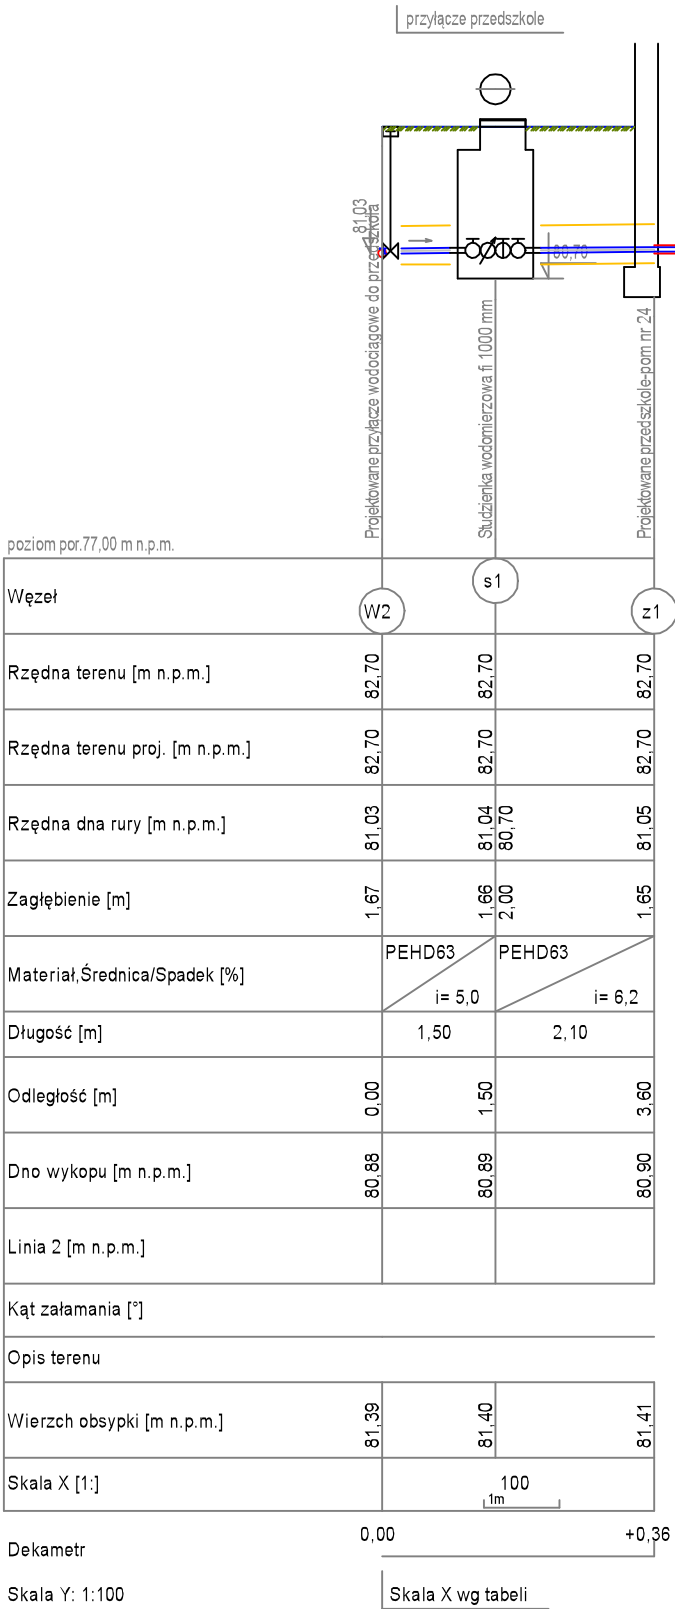 przyłącze przedszkole
81,03
80,70
Projektowane przyłącze wodociągowe do przedszkola
Studzienka wodomierzowa fi 1000 mm
Projektowane przedszkole-pom nr 24
poziom por.77,00 m n.p.m.
Węzeł W2 s1 z1
Rzędna terenu [m n.p.m.] 82,70 82,70 82,70
Rzędna terenu proj. [m n.p.m.] 82,70 82,70 82,70
Rzędna dna rury [m n.p.m.] 81,03 81,04 80,70 81,05
Zagłębienie [m] 1,67 1,66 2,00 1,65
Materiał,Średnica/Spadek [%] PEHD63 i= 5,0 PEHD63 i= 6,2
Długość [m] 1,50 2,10
Odległość [m] 0,00 1,50 3,60
Dno wykopu [m n.p.m.] 80,88 80,89 80,90
Linia 2 [m n.p.m.]
Kąt załamania [°]
Opis terenu
Wierzch obsypki [m n.p.m.] 81,39 81,40 81,41
Skala X [1:] 100
1m
Dekametr 0,00 +0,36
Skala Y: 1:100 Skala X wg tabeli